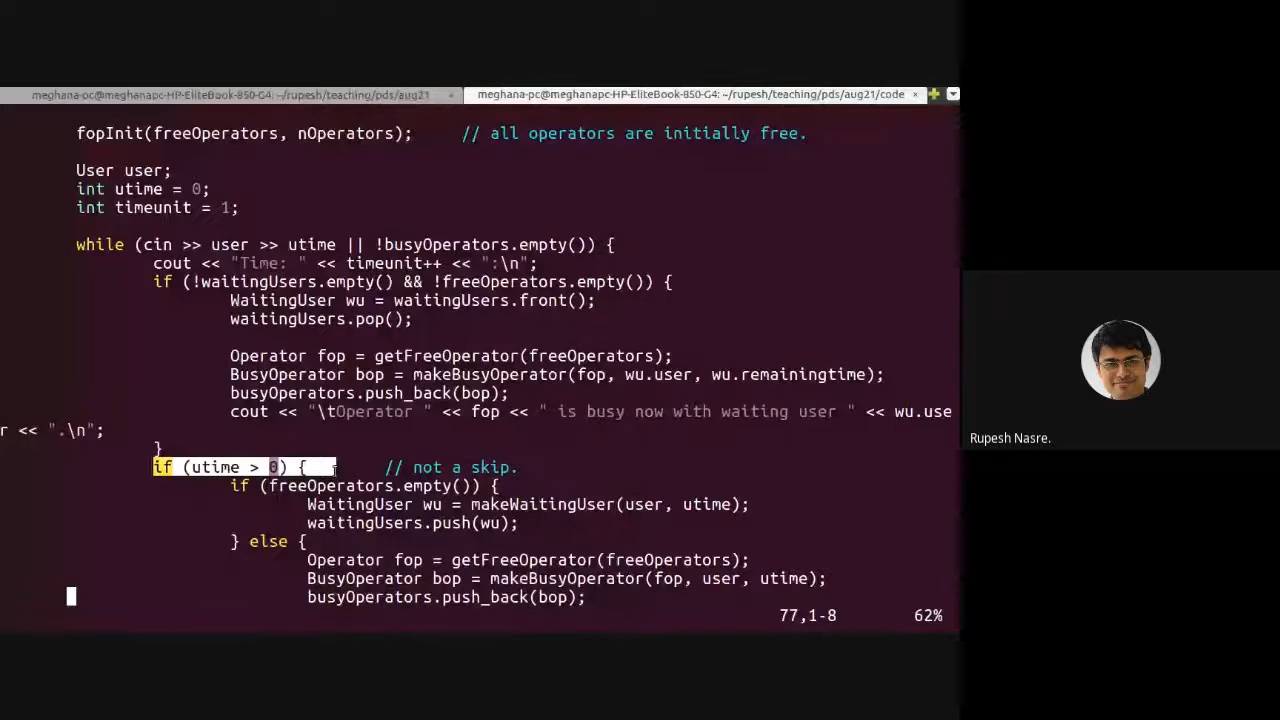 meghana-pc@meghanapc-HP-EliteBook-850-G4: ~/rupesh/teaching/pds/aug21 × meghana-pc@meghanapc-HP-EliteBook-850-G4: ~/rupesh/teaching/pds/aug21/code ×
fopInit(freeOperators, nOperators); // all operators are initially free.
User user;
int utime = 0;
int timeunit = 1;
while (cin >> user >> utime || !busyOperators.empty()) {
cout << "Time: " << timeunit++ << ":\n";
if (!waitingUsers.empty() && !freeOperators.empty()) {
WaitingUser wu = waitingUsers.front();
waitingUsers.pop();
Operator fop = getFreeOperator(freeOperators);
BusyOperator bop = makeBusyOperator(fop, wu.user, wu.remainingtime);
busyOperators.push_back(bop);
cout << "\tOperator " << fop << " is busy now with waiting user " << wu.use
r << ".\n";
}
if (utime > 0) { // not a skip.
if (freeOperators.empty()) {
WaitingUser wu = makeWaitingUser(user, utime);
waitingUsers.push(wu);
} else {
Operator fop = getFreeOperator(freeOperators);
BusyOperator bop = makeBusyOperator(fop, user, utime);
busyOperators.push_back(bop);
77,1-8 62%
Rupesh Nasre.